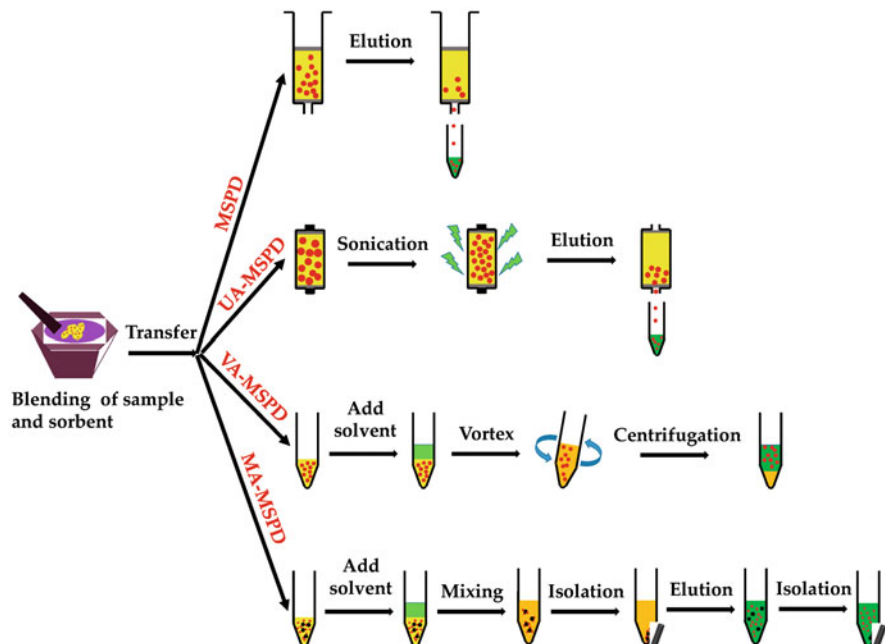 Elution
MSPD
Sonication
Elution
UA-MSPD
Transfer
Blending of sample
and sorbent
VA-MSPD
Add
solvent
Vortex
Centrifugation
MA-MSPD
Add
solvent
Mixing
Isolation
Elution
Isolation